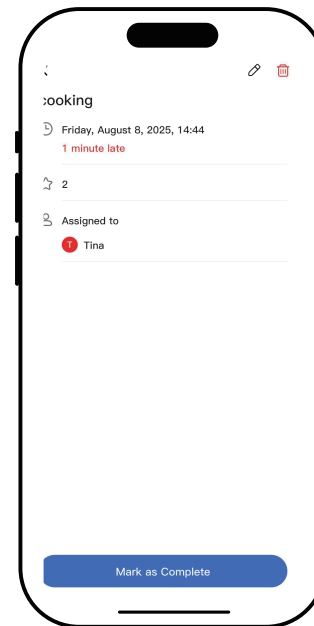 cooking
Friday, August 8, 2025, 14:44
1 minute late
2
Assigned to
T Tina
Mark as Complete